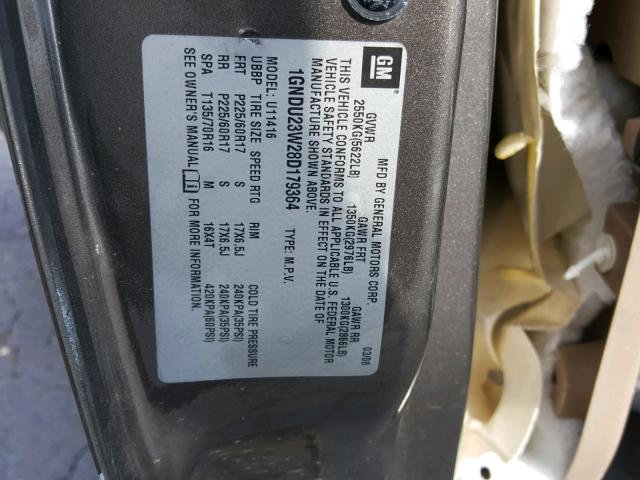 GM
MFD BY GENERAL MOTORS CORP. 03/08
GVWR GAWR FRT GAWR RR
2550KG(5622LB) 1350KG(2976LB) 1300KG(2866LB)
THIS VEHICLE CONFORMS TO ALL APPLICABLE U.S. FEDERAL MOTOR
VEHICLE SAFETY STANDARDS IN EFFECT ON THE DATE OF
MANUFACTURE SHOWN ABOVE.
1GNDU23W28D179364 TYPE: M.P.V.
MODEL: U11416
UBBP TIRE SIZE SPEED RTG RIM COLD TIRE PRESSURE
FRT P225/60R17 S 17X6.5J 240KPA(35PSI)
RR P225/60R17 S 17X6.5J 240KPA(35PSI)
SPA T135/70R16 M 16X4T 420KPA(60PSI)
SEE OWNER'S MANUAL FOR MORE INFORMATION.